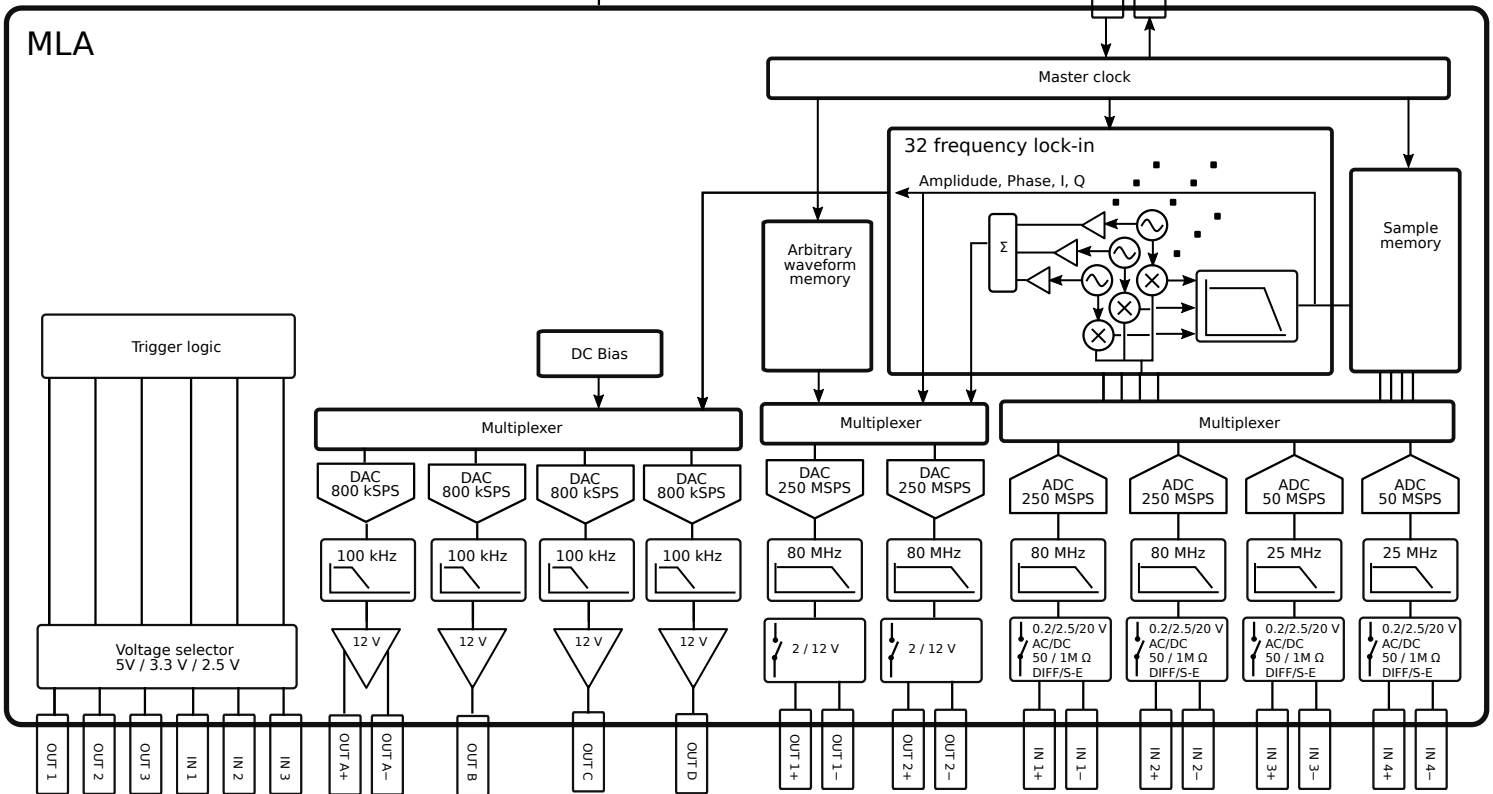 MLA
Master clock
32 frequency lock-in
Amplidude, Phase, I, Q
Σ
Arbitrary
waveform
memory
Sample
memory
Trigger logic
DC Bias
Multiplexer
Multiplexer
Multiplexer
DAC
800 kSPS
DAC
800 kSPS
DAC
800 kSPS
DAC
800 kSPS
DAC
250 MSPS
DAC
250 MSPS
ADC
250 MSPS
ADC
250 MSPS
ADC
50 MSPS
ADC
50 MSPS
100 kHz
100 kHz
100 kHz
100 kHz
80 MHz
80 MHz
80 MHz
80 MHz
25 MHz
25 MHz
Voltage selector
5V / 3.3 V / 2.5 V
12 V
12 V
12 V
12 V
2 / 12 V
2 / 12 V
0.2/2.5/20 V
AC/DC
50 / 1M Ω
DIFF/S-E
0.2/2.5/20 V
AC/DC
50 / 1M Ω
DIFF/S-E
0.2/2.5/20 V
AC/DC
50 / 1M Ω
DIFF/S-E
0.2/2.5/20 V
AC/DC
50 / 1M Ω
DIFF/S-E
OUT 1
OUT 2
OUT 3
IN 1
IN 2
IN 3
OUT A+
OUT A−
OUT B
OUT C
OUT D
OUT 1+
OUT 1−
OUT 2+
OUT 2−
IN 1+
IN 1−
IN 2+
IN 2−
IN 3+
IN 3−
IN 4+
IN 4−